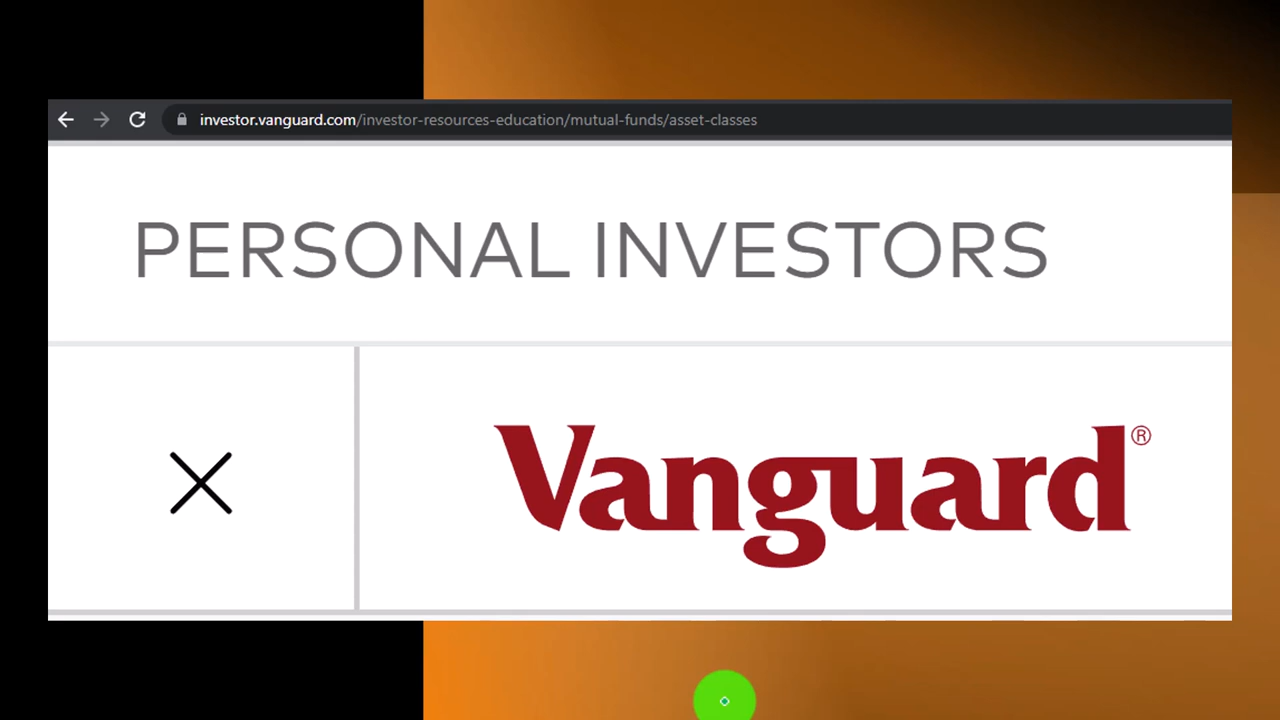 investor.vanguard.com/investor-resources-education/mutual-funds/asset-classes
PERSONAL INVESTORS
Vanguard®